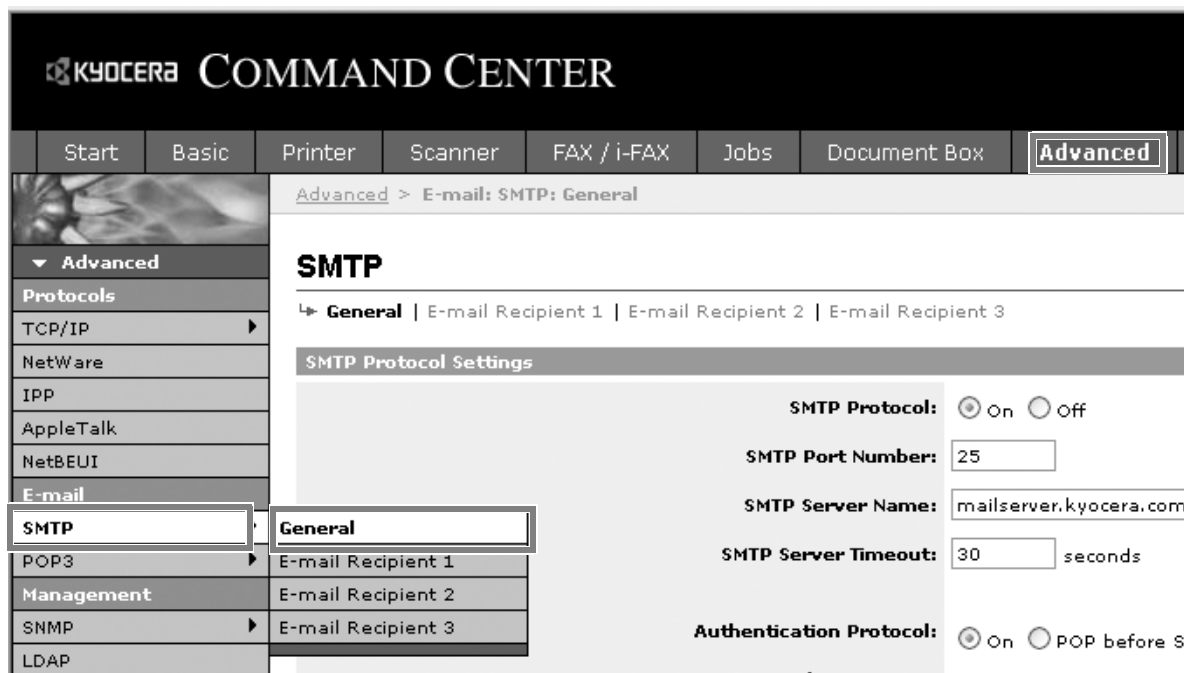 KYOCERA COMMAND CENTER
Start Basic Printer Scanner FAX / i-FAX Jobs Document Box Advanced
Advanced > E-mail: SMTP: General
Advanced
Protocols
TCP/IP
NetWare
IPP
AppleTalk
NetBEUI
E-mail
SMTP
POP3
Management
SNMP
LDAP
General
E-mail Recipient 1
E-mail Recipient 2
E-mail Recipient 3
SMTP
General | E-mail Recipient 1 | E-mail Recipient 2 | E-mail Recipient 3
SMTP Protocol Settings
SMTP Protocol: On Off
SMTP Port Number: 25
SMTP Server Name: mailserver.kyocera.com
SMTP Server Timeout: 30 seconds
Authentication Protocol: On POP before S